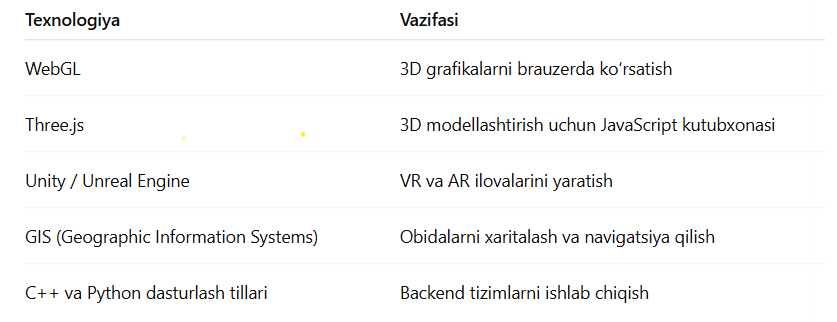 Texnologiya Vazifasi
WebGL 3D grafikalarni brauzerda ko‘rsatish
Three.js 3D modellashtirish uchun JavaScript kutubxonasi
Unity / Unreal Engine VR va AR ilovalarini yaratish
GIS (Geographic Information Systems) Obidalarni xaritalash va navigatsiya qilish
C++ va Python dasturlash tillari Backend tizimlarni ishlab chiqish